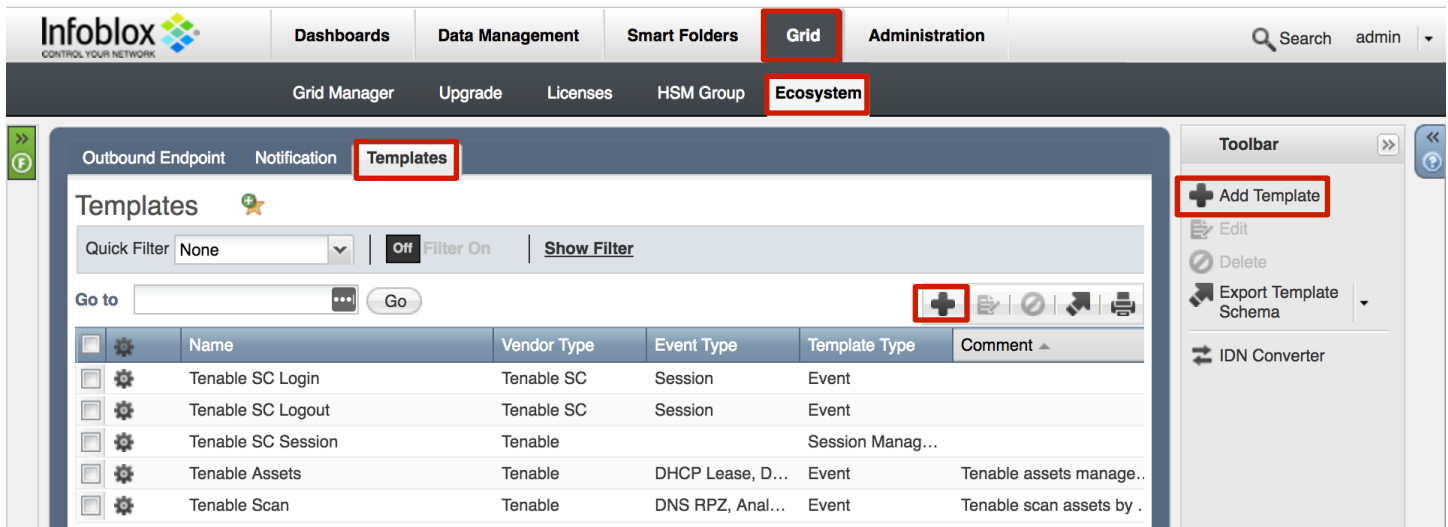 Infoblox
CONTROL YOUR NETWORK
Dashboards Data Management Smart Folders Grid Administration Search admin
Grid Manager Upgrade Licenses HSM Group Ecosystem
Outbound Endpoint Notification Templates
Toolbar
Templates
Add Template
Edit
Delete
Export Template
Schema
IDN Converter
Quick Filter None Off Filter On Show Filter
Go to Go
Name Vendor Type Event Type Template Type Comment
Tenable SC Login Tenable SC Session Event
Tenable SC Logout Tenable SC Session Event
Tenable SC Session Tenable Session Manag...
Tenable Assets Tenable DHCP Lease, D... Event Tenable assets manage..
Tenable Scan Tenable DNS RPZ, Anal... Event Tenable scan assets by .
F
?